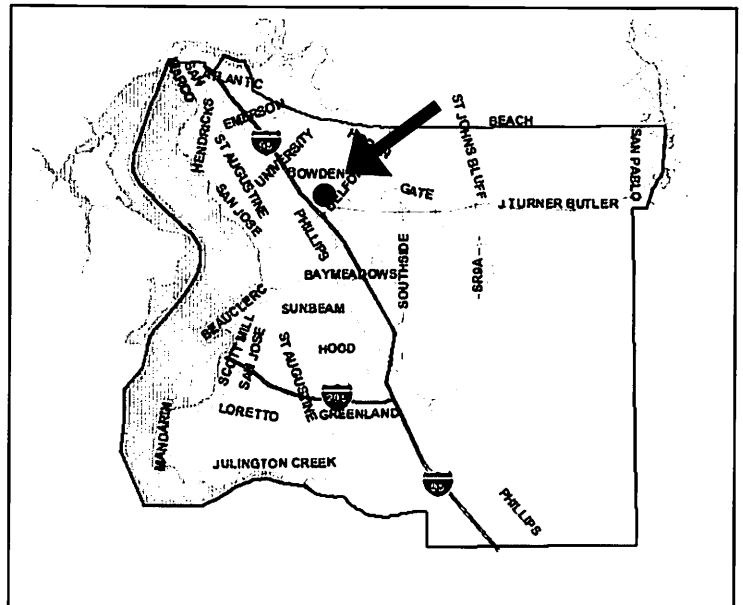 SAN
MARCO
ATLANTIC
EMERSON
HENDRICKS
UNIVERSITY
ST AUGUSTINE
BOWDEN
ST JOHNS BLUFF
BEACH
SAN PABLO
GATE
J TURNER BUTLER
SAN JOSE
PHILLIPS
BAYMEADOWS
SOUTHSIDE
SR9A
BEAUCLERC
SUNBEAM
SCOTT MILL
SAN JOSE
ST AUGUSTINE
HOOD
295
GREENLAND
LORETTO
MANDARIN
JULINGTON CREEK
PHILLIPS